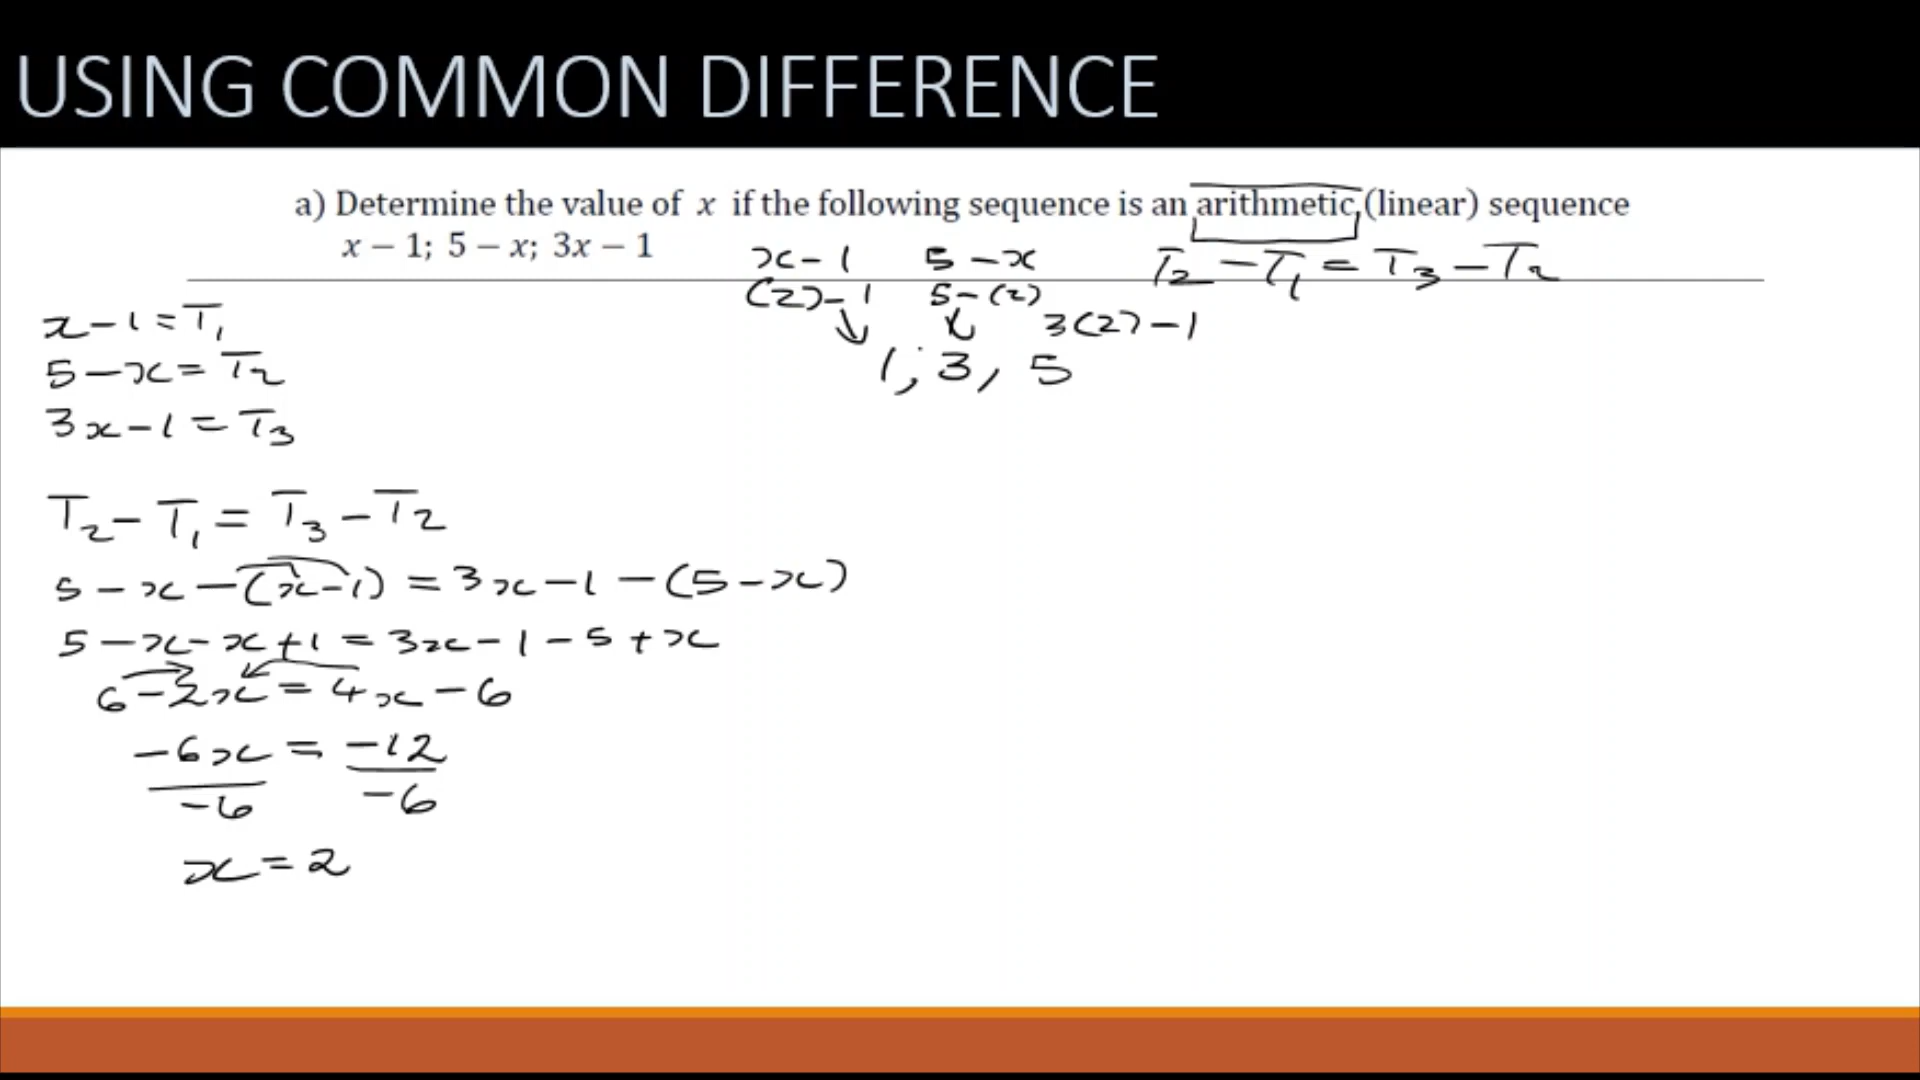 USING COMMON DIFFERENCE
a) Determine the value of x if the following sequence is an arithmetic (linear) sequence
x − 1; 5 − x; 3x − 1
x-1 5-x T₂-T₁=T₃-T₂
(2)-1 5-(2) 3(2)-1
1, 3, 5
x-1=T₁
5-x=T₂
3x-1=T₃
T₂-T₁=T₃-T₂
5-x-(x-1)=3x-1-(5-x)
5-x-x+1=3x-1-5+x
6-2x=4x-6
-6x = -12
-6 -6
x=2